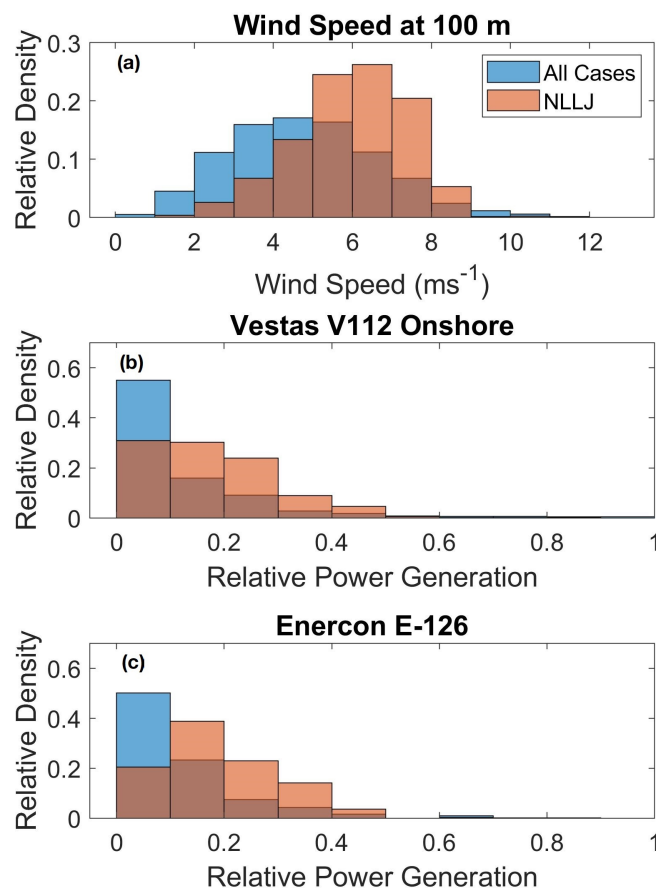 Wind Speed at 100 m
(a)
All Cases
NLLJ
Relative Density
0.3
0.2
0.1
0
0 2 4 6 8 10 12
Wind Speed (ms⁻¹)
Vestas V112 Onshore
(b)
Relative Density
0.6
0.4
0.2
0
0 0.2 0.4 0.6 0.8 1
Relative Power Generation
Enercon E-126
(c)
Relative Density
0.6
0.4
0.2
0
0 0.2 0.4 0.6 0.8 1
Relative Power Generation